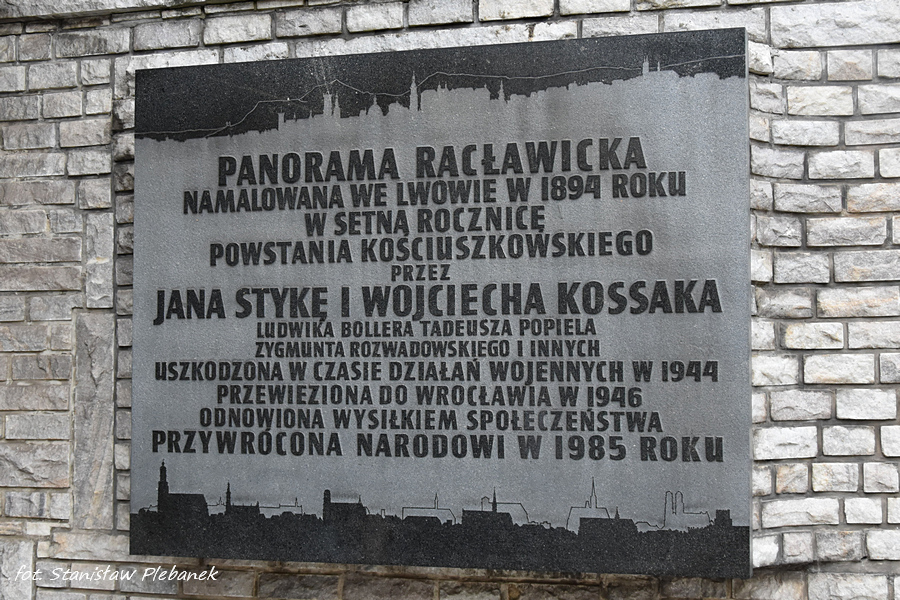 PANORAMA RACŁAWICKA
NAMALOWANA WE LWOWIE W 1894 ROKU
W SETNĄ ROCZNICĘ
POWSTANIA KOŚCIUSZKOWSKIEGO
PRZEZ
JANA STYKĘ I WOJCIECHA KOSSAKA
LUDWIKA BOLLERA TADEUSZA POPIELA
ZYGMUNTA ROZWADOWSKIEGO I INNYCH
USZKODZONA W CZASIE DZIAŁAŃ WOJENNYCH W 1944
PRZEWIEZIONA DO WROCŁAWIA W 1946
ODNOWIONA WYSIŁKIEM SPOŁECZEŃSTWA
PRZYWRÓCONA NARODOWI W 1985 ROKU
fot. Stanisław Plebanek